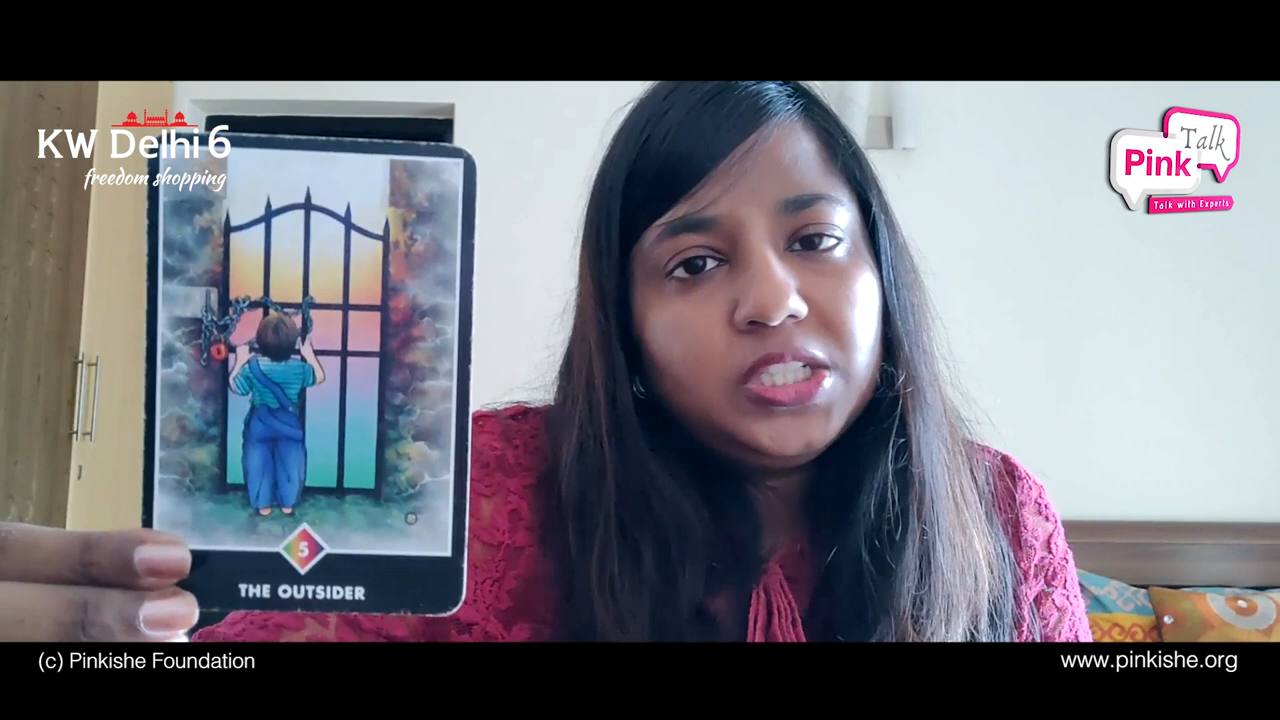 KW Delhi 6
freedom shopping
Talk
Pink
Talk with Experts
5
THE OUTSIDER
(c) Pinkishe Foundation
www.pinkishe.org